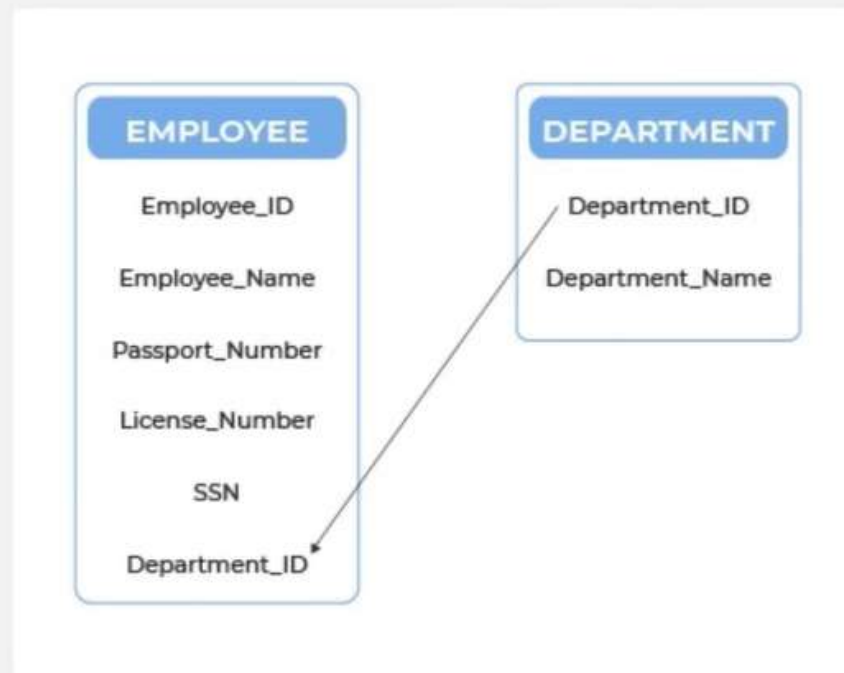 EMPLOYEE
Employee_ID
Employee_Name
Passport_Number
License_Number
SSN
Department_ID
DEPARTMENT
Department_ID
Department_Name